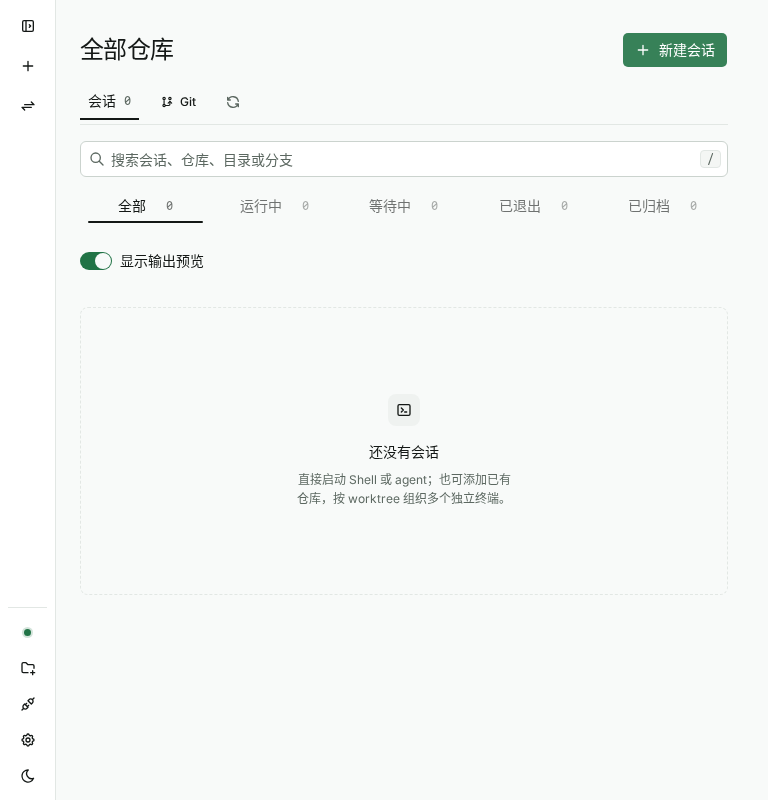 全部仓库
新建会话
会话 0 Git
搜索会话、仓库、目录或分支 /
全部 0 运行中 0 等待中 0 已退出 0 已归档 0
显示输出预览
还没有会话
直接启动 Shell 或 agent；也可添加已有
仓库，按 worktree 组织多个独立终端。